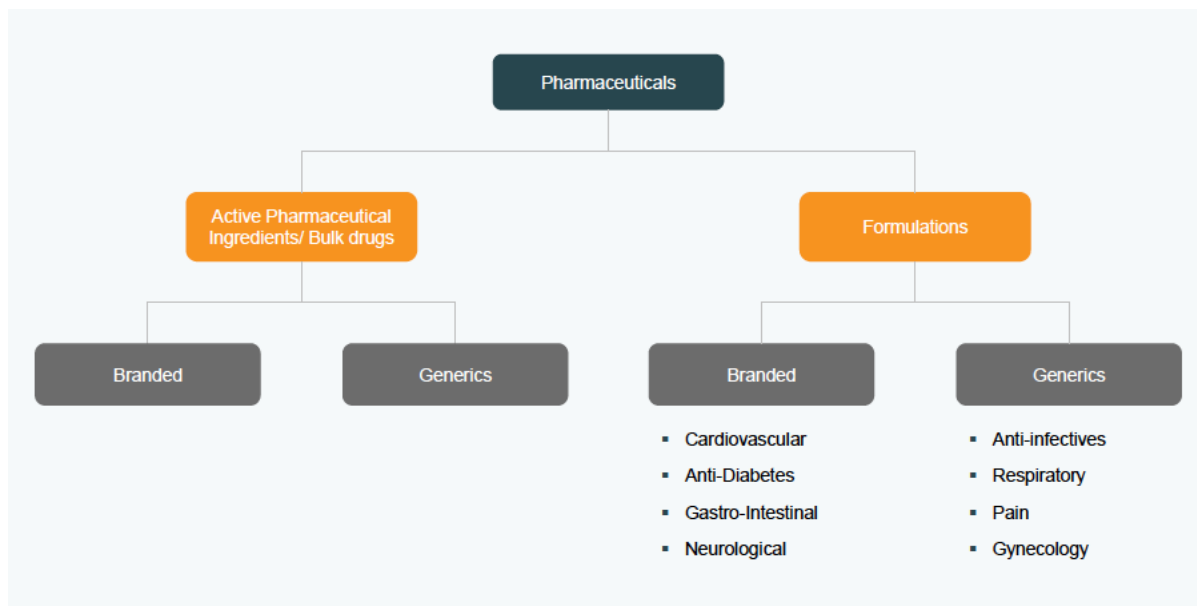 Pharmaceuticals
Active Pharmaceutical
Ingredients/ Bulk drugs
Formulations
Branded
Generics
Branded
Generics
▪ Cardiovascular
▪ Anti-Diabetes
▪ Gastro-Intestinal
▪ Neurological
▪ Anti-infectives
▪ Respiratory
▪ Pain
▪ Gynecology